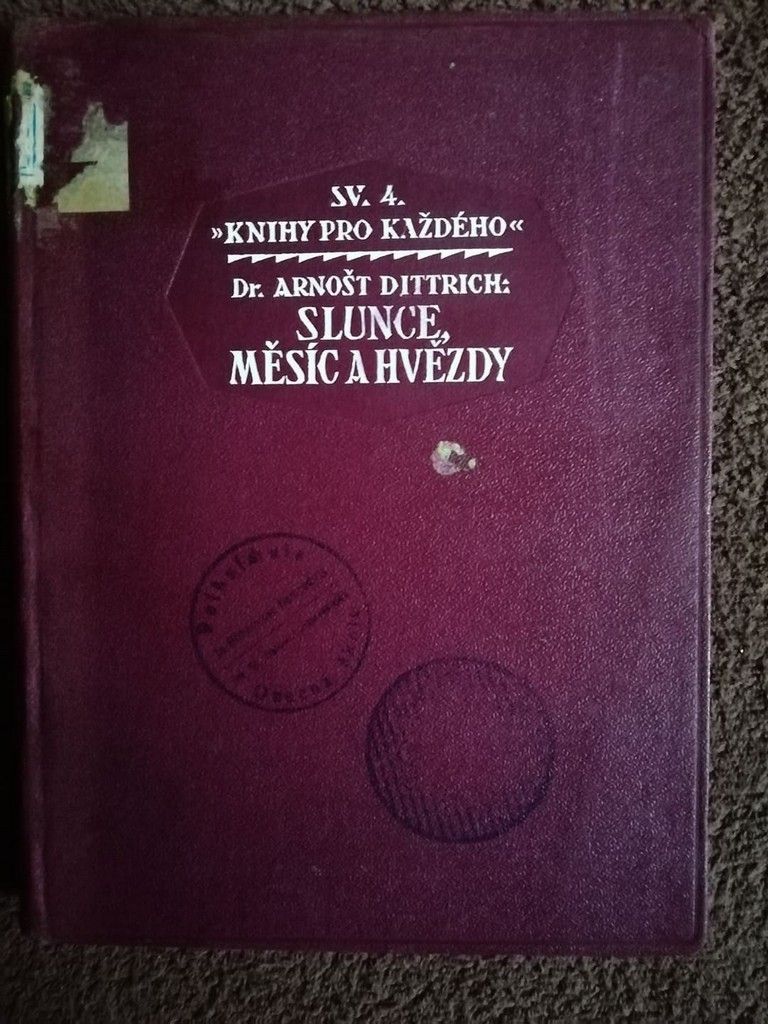 SV. 4.
»KNIHY PRO KAŽDÉHO«
Dr. ARNOŠT DITTRICH:
SLUNCE,
MĚSÍC A HVĚZDY